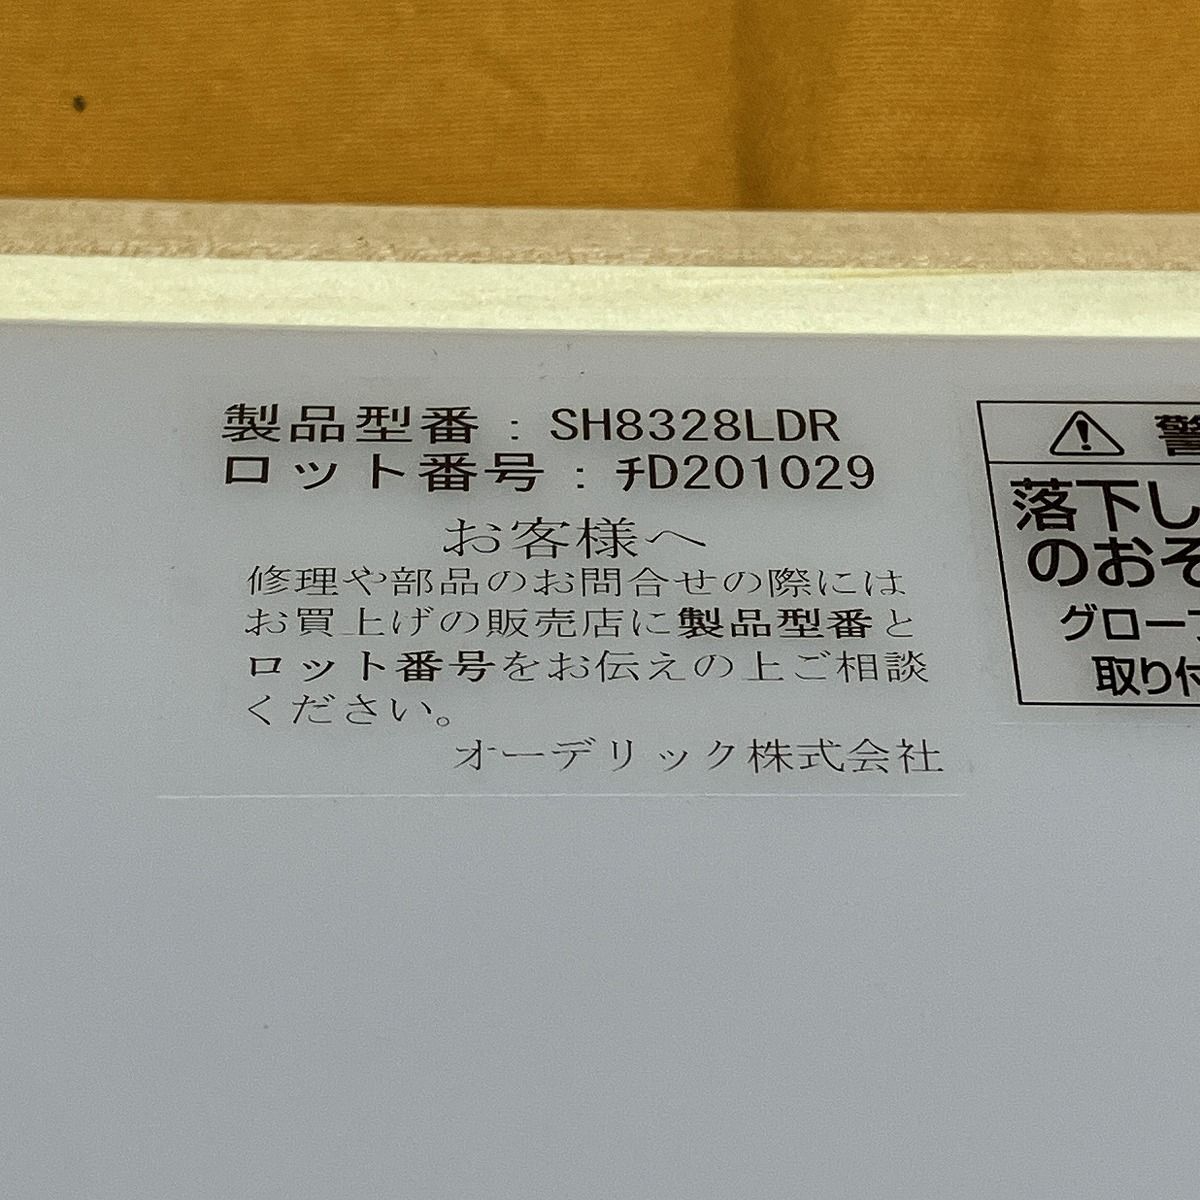 製品型番：SH8328LDR
ロット番号：ﾁD201029
お客様へ
修理や部品のお問合せの際には
お買上げの販売店に製品型番と
ロット番号をお伝えの上ご相談
ください。
オーデリック株式会社
警
落下し
のおそ
グロー
取り付